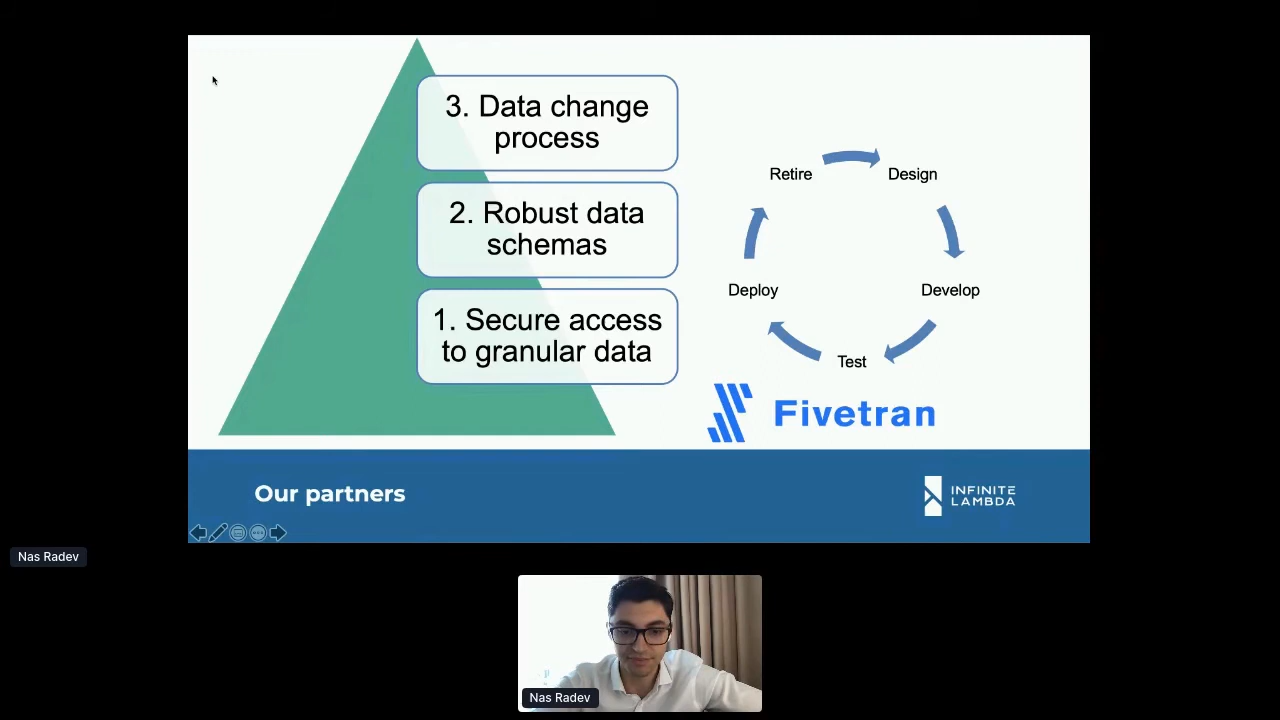 3. Data change
process
2. Robust data
schemas
1. Secure access
to granular data
Retire
Design
Deploy
Develop
Test
Fivetran
Our partners
INFINITE
LAMBDA
Nas Radev
Nas Radev